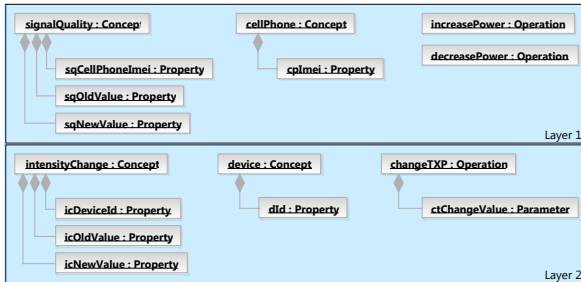 signalQuality : Concept
cellPhone : Concept
increasePower : Operation
decreasePower : Operation
sqCellPhoneImei : Property
cpImei : Property
sqOldValue : Property
sqNewValue : Property
Layer 1
intensityChange : Concept
device : Concept
changeTXP : Operation
icDeviceId : Property
dId : Property
ctChangeValue : Parameter
icOldValue : Property
icNewValue : Property
Layer 2